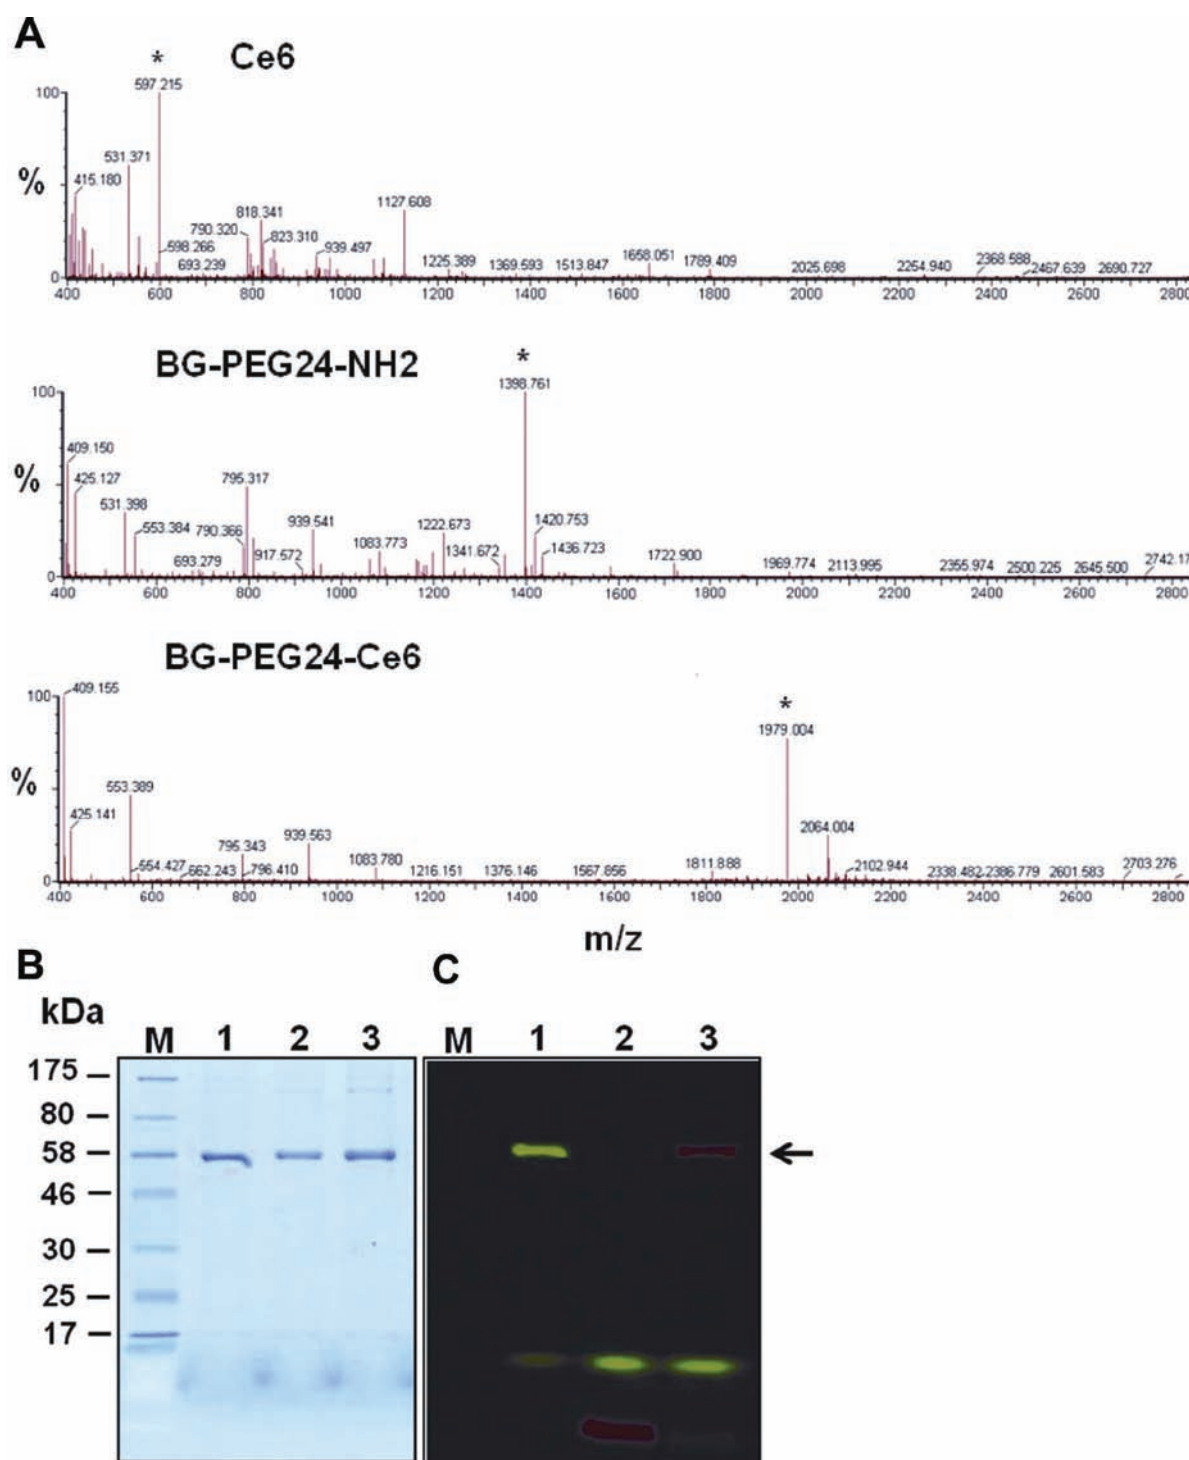 A
* Ce6
100 597.215
531.371
% 415.180
818.341 1127.608
790.320
823.310
598.266 939.497
693.239 1225.389 1369.593 1513.847 1658.051 1789.409 2025.698 2254.940 2368.588 2467.639 2690.727
0
400 600 800 1000 1200 1400 1600 1800 2000 2200 2400 2600 2800
BG-PEG24-NH2 *
100 1398.761
409.150
% 425.127 795.317
531.398
553.384 790.366 939.541 1222.673 1420.753
693.279 917.572 1083.773 1341.672 1436.723 1722.900 1969.774 2113.995 2355.974 2500.225 2645.500 2742.17
0
400 600 800 1000 1200 1400 1600 1800 2000 2200 2400 2600 2800
BG-PEG24-Ce6
100 409.155 *
1979.004
% 553.389
425.141 939.563 2064.004
795.343
554.427 662.243 796.410 1083.780 1216.151 1376.146 1567.856 1811.888 2102.944 2338.482 2386.779 2601.583 2703.276
0
400 600 800 1000 1200 1400 1600 1800 2000 2200 2400 2600 2800
m/z
B C
kDa
M 1 2 3 M 1 2 3
175
80
58
46
30
25
17